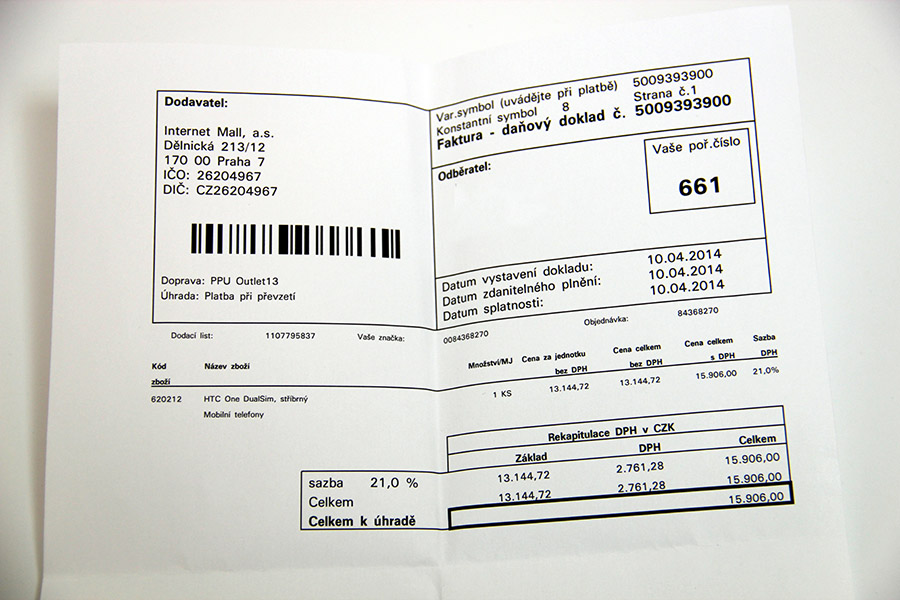 Dodavatel:
Internet Mall, a.s.
Dělnická 213/12
170 00 Praha 7
IČO: 26204967
DIČ: CZ26204967
Doprava: PPU Outlet13
Úhrada: Platba při převzetí
Var.symbol (uvádějte při platbě) 5009393900
Konstantní symbol 8 Strana č.1
Faktura - daňový doklad č. 5009393900
Odběratel:
Vaše poř.číslo
661
Datum vystavení dokladu: 10.04.2014
Datum zdanitelného plnění: 10.04.2014
Datum splatnosti: 10.04.2014
Dodací list: 1107795837 Vaše značka: 0084368270 Objednávka: 84368270
Kód zboží Název zboží Množství/MJ Cena za jednotku bez DPH Cena celkem bez DPH Cena celkem s DPH Sazba DPH
620212 HTC One DualSim, stříbrný 1 KS 13.144,72 13.144,72 15.906,00 21,0%
Mobilní telefony
Rekapitulace DPH v CZK
Základ DPH Celkem
sazba 21,0 % 13.144,72 2.761,28 15.906,00
Celkem 13.144,72 2.761,28 15.906,00
Celkem k úhradě 15.906,00